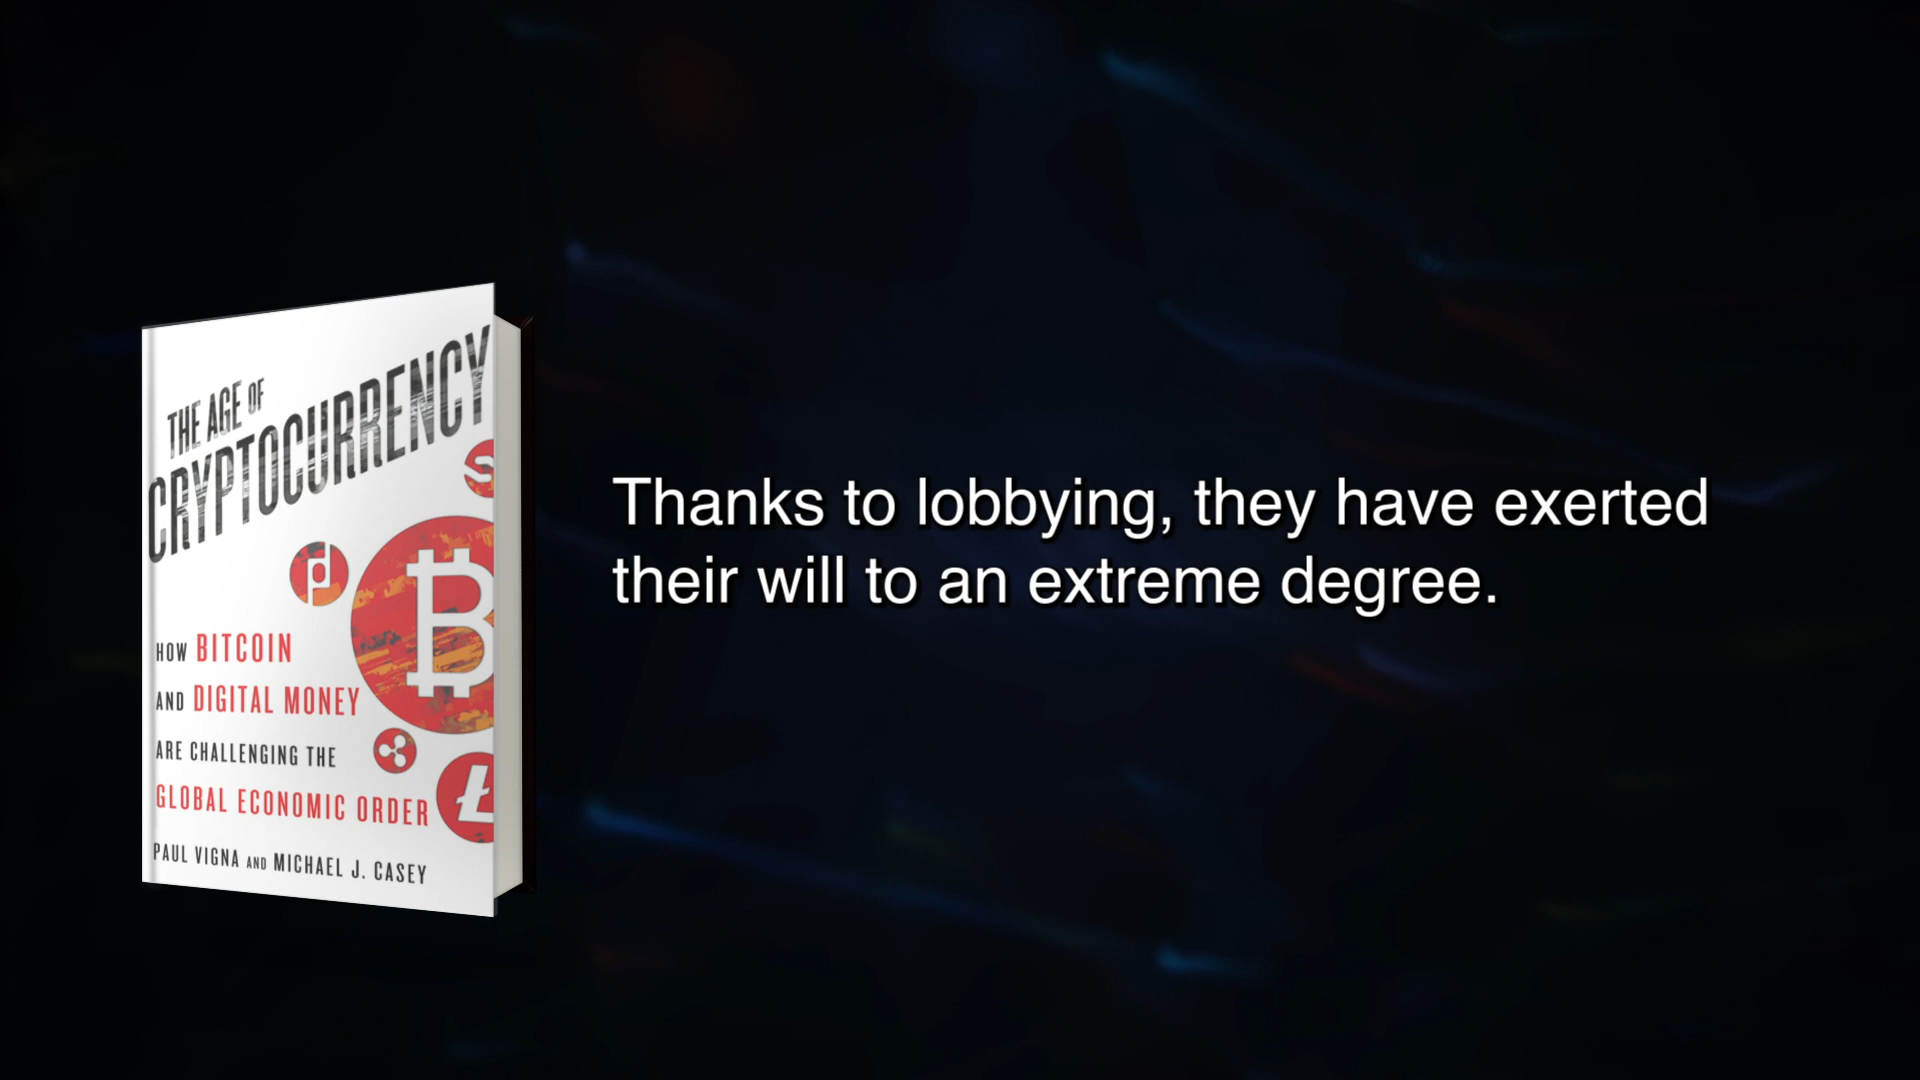 THE AGE OF
CRYPTOCURRENCY
HOW BITCOIN
AND DIGITAL MONEY
ARE CHALLENGING THE
GLOBAL ECONOMIC ORDER
PAUL VIGNA AND MICHAEL J. CASEY
Thanks to lobbying, they have exerted
their will to an extreme degree.